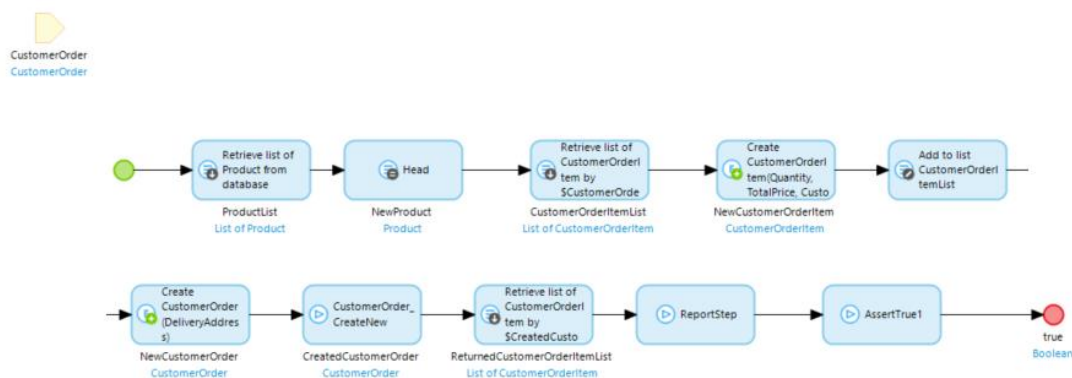 CustomerOrder
CustomerOrder
Retrieve list of
Product from
database
ProductList
List of Product
Head
NewProduct
Product
Retrieve list of
CustomerOrderI
tem by
$CustomerOrde
CustomerOrderItemList
List of CustomerOrderItem
Create
CustomerOrderI
tem(Quantity,
TotalPrice, Custo
NewCustomerOrderItem
CustomerOrderItem
Add to list
CustomerOrderI
temList
Create
CustomerOrder
(DeliveryAddres
s)
NewCustomerOrder
CustomerOrder
CustomerOrder_
CreateNew
CreatedCustomerOrder
CustomerOrder
Retrieve list of
CustomerOrderI
tem by
$CreatedCusto
ReturnedCustomerOrderItemList
List of CustomerOrderItem
ReportStep
AssertTrue1
true
Boolean